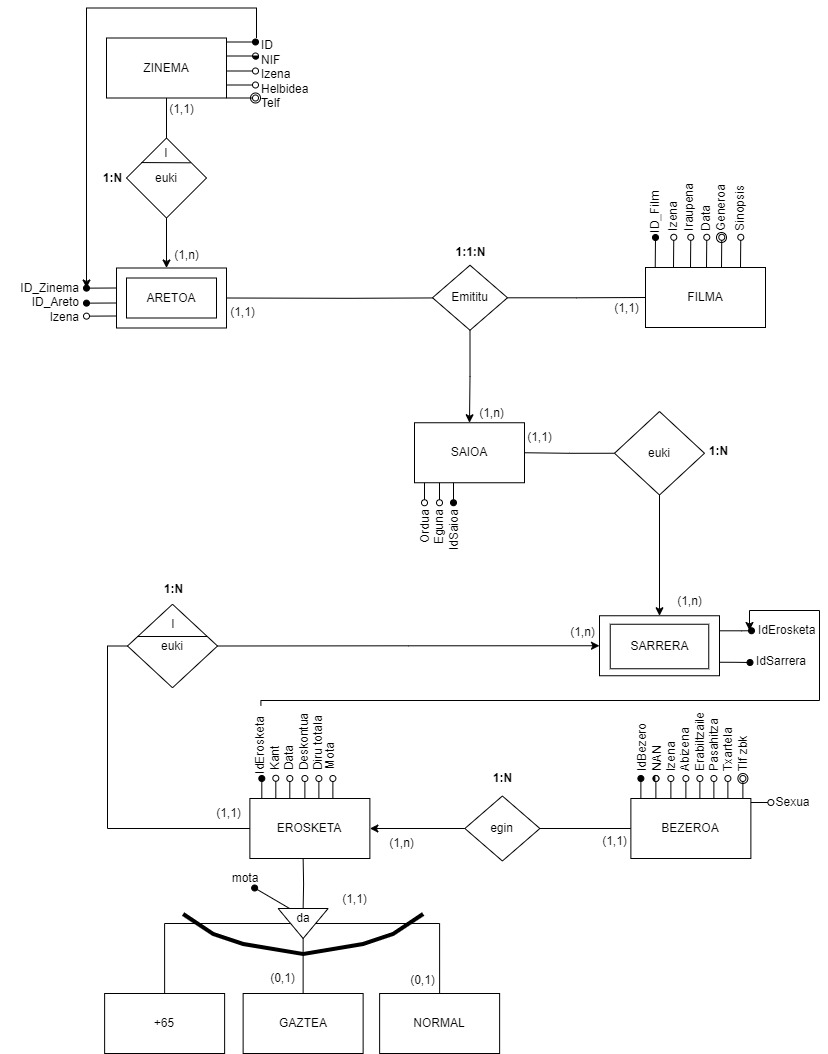 ZINEMA
ID
NIF
Izena
Helbidea
Telf
(1,1)
I
euki
1:N
(1,n)
ID_Zinema
ID_Areto
Izena
ARETOA
(1,1)
1:1:N
Emititu
(1,1)
ID_Film
Izena
Iraupena
Data
Generoa
Sinopsis
FILMA
(1,n)
SAIOA
(1,1)
Ordua
Eguna
IdSaioa
euki
1:N
(1,n)
1:N
I
euki
(1,n)
SARRERA
IdErosketa
IdSarrera
IdErosketa
Kant
Data
Deskontua
Diru totala
Mota
(1,1)
EROSKETA
(1,n)
1:N
egin
(1,1)
IdBezero
NAN
Izena
Abizena
Erabiltzaile
Pasahitza
Txartela
Tlf zbk
Sexua
BEZEROA
mota
(1,1)
da
(0,1)
(0,1)
+65
GAZTEA
NORMAL